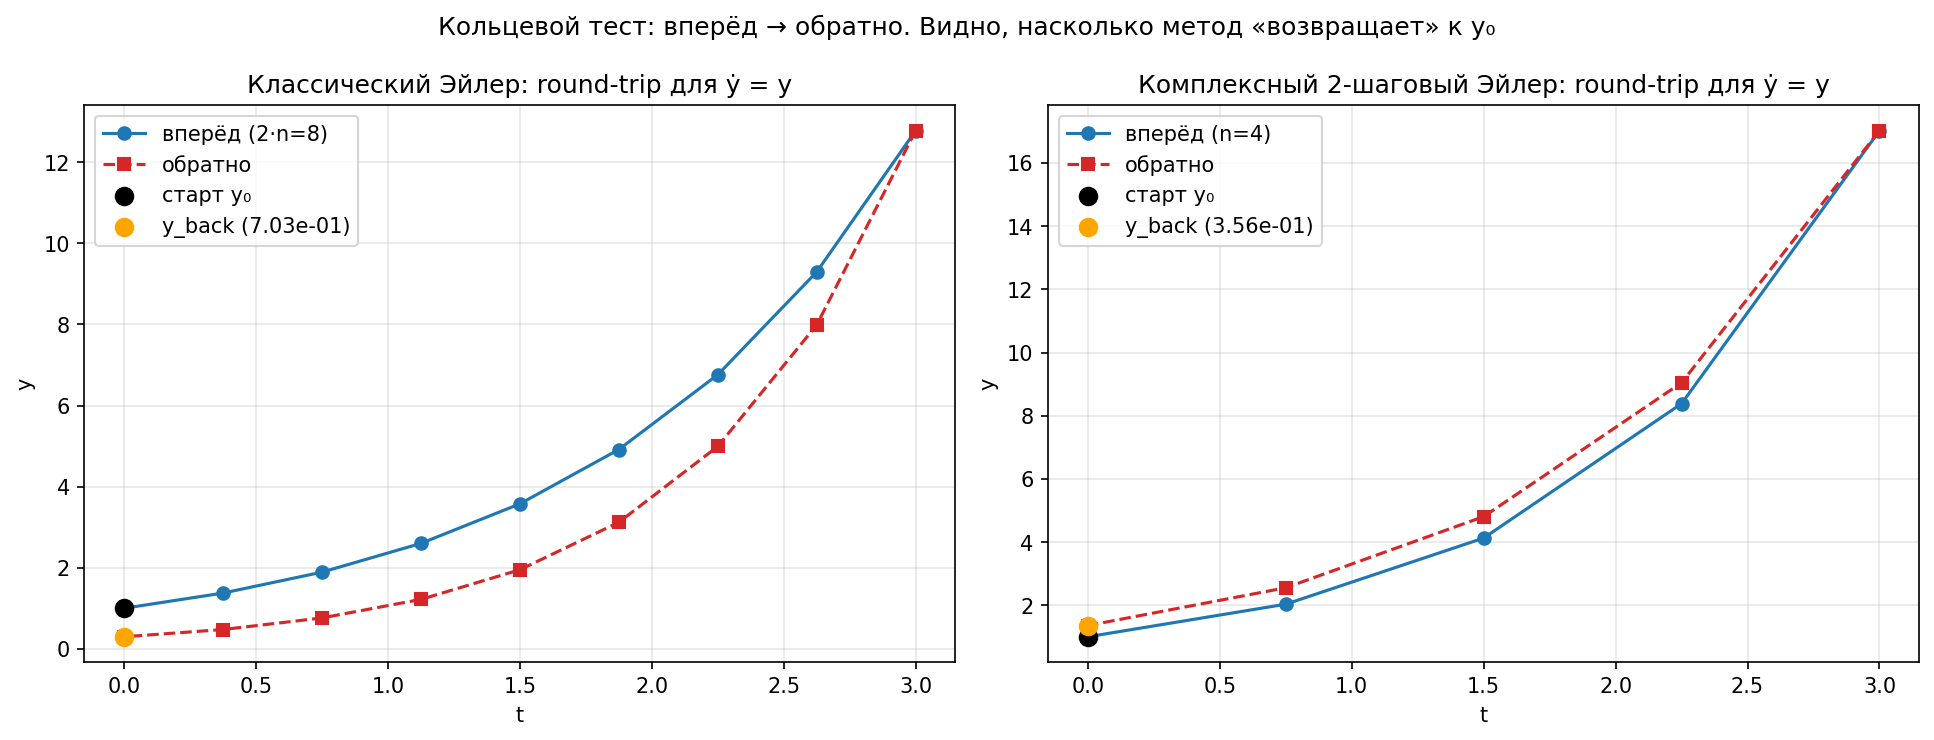 Кольцевой тест: вперёд → обратно. Видно, насколько метод «возвращает» к y₀
Классический Эйлер: round-trip для ẏ = y
вперёд (2·n=8)
обратно
старт y₀
y_back (7.03e-01)
12
10
8
6
4
2
0
y
0.0 0.5 1.0 1.5 2.0 2.5 3.0
t
Комплексный 2-шаговый Эйлер: round-trip для ẏ = y
вперёд (n=4)
обратно
старт y₀
y_back (3.56e-01)
16
14
12
10
8
6
4
2
y
0.0 0.5 1.0 1.5 2.0 2.5 3.0
t